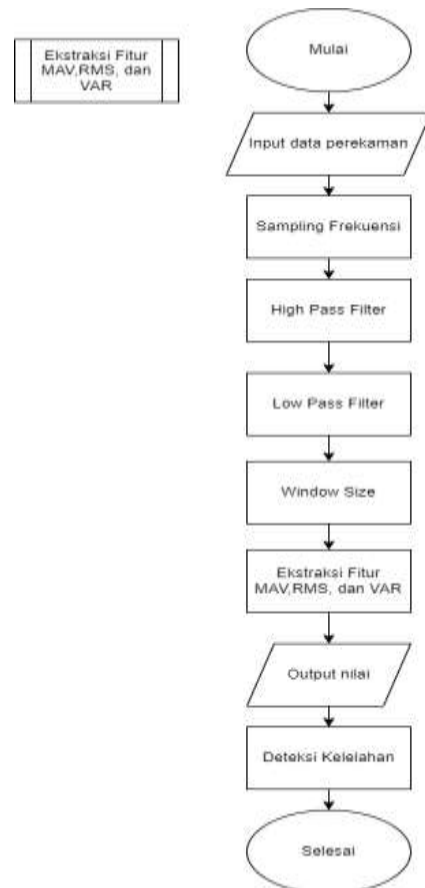 Ekstraksi Fitur
MAV,RMS, dan
VAR
Mulai
Input data perekaman
Sampling Frekuensi
High Pass Filter
Low Pass Filter
Window Size
Ekstraksi Fitur
MAV,RMS, dan VAR
Output nilai
Deteksi Kelelahan
Selesai